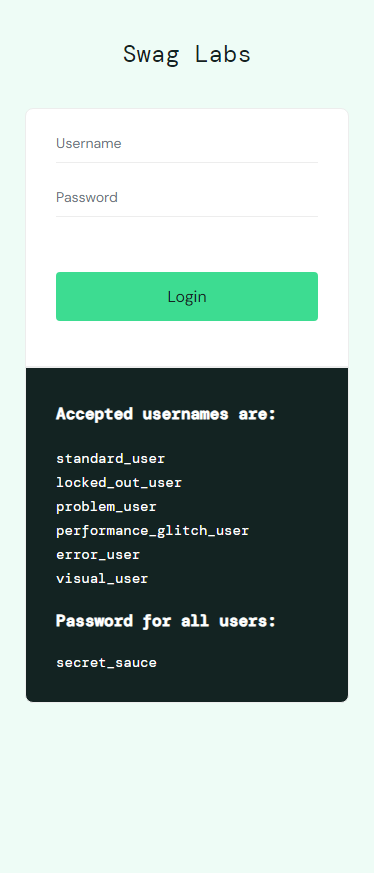 Swag Labs
Username
Password
Login
Accepted usernames are:
standard_user
locked_out_user
problem_user
performance_glitch_user
error_user
visual_user
Password for all users:
secret_sauce